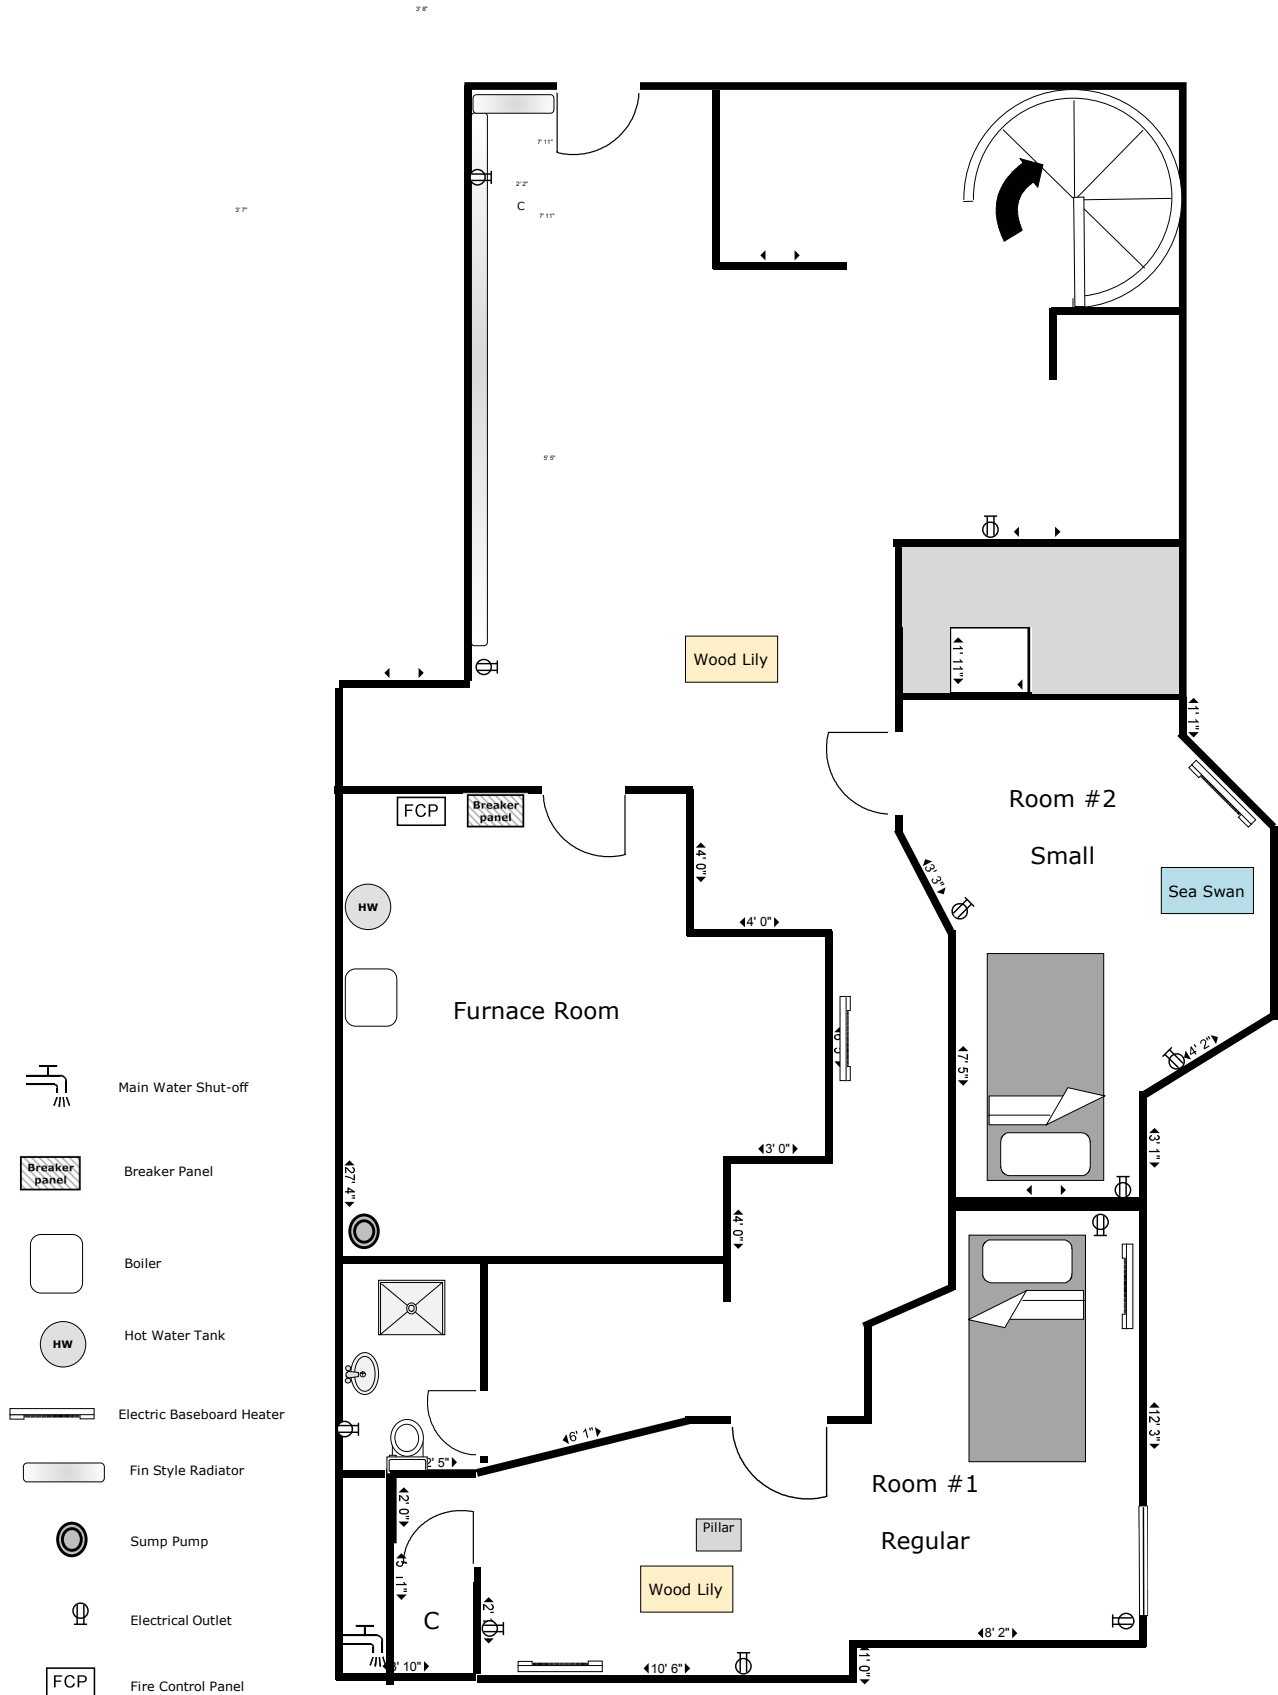 3' 8"
7' 11"
2' 2"
C
7' 11"
3' 7"
5' 5"
Wood Lily
1' 11"
1' 1"
Room #2
Small
Sea Swan
FCP
Breaker
panel
4' 0"
3' 3"
HW
4' 0"
Furnace Room
7' 5"
4' 2"
3' 1"
3' 0"
27' 4"
4' 0"
12' 3"
6' 1"
2' 5"
2' 0"
Room #1
Regular
Pillar
Wood Lily
C
8' 2"
10' 6"
1' 0"
Main Water Shut-off
Breaker
panel
Breaker Panel
Boiler
HW
Hot Water Tank
Electric Baseboard Heater
Fin Style Radiator
Sump Pump
Electrical Outlet
FCP
Fire Control Panel